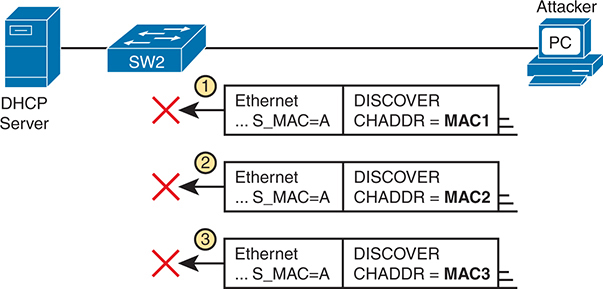 Attacker
PC
SW2
DHCP
Server
1
Ethernet
... S_MAC=A
DISCOVER
CHADDR = MAC1
2
Ethernet
... S_MAC=A
DISCOVER
CHADDR = MAC2
3
Ethernet
... S_MAC=A
DISCOVER
CHADDR = MAC3